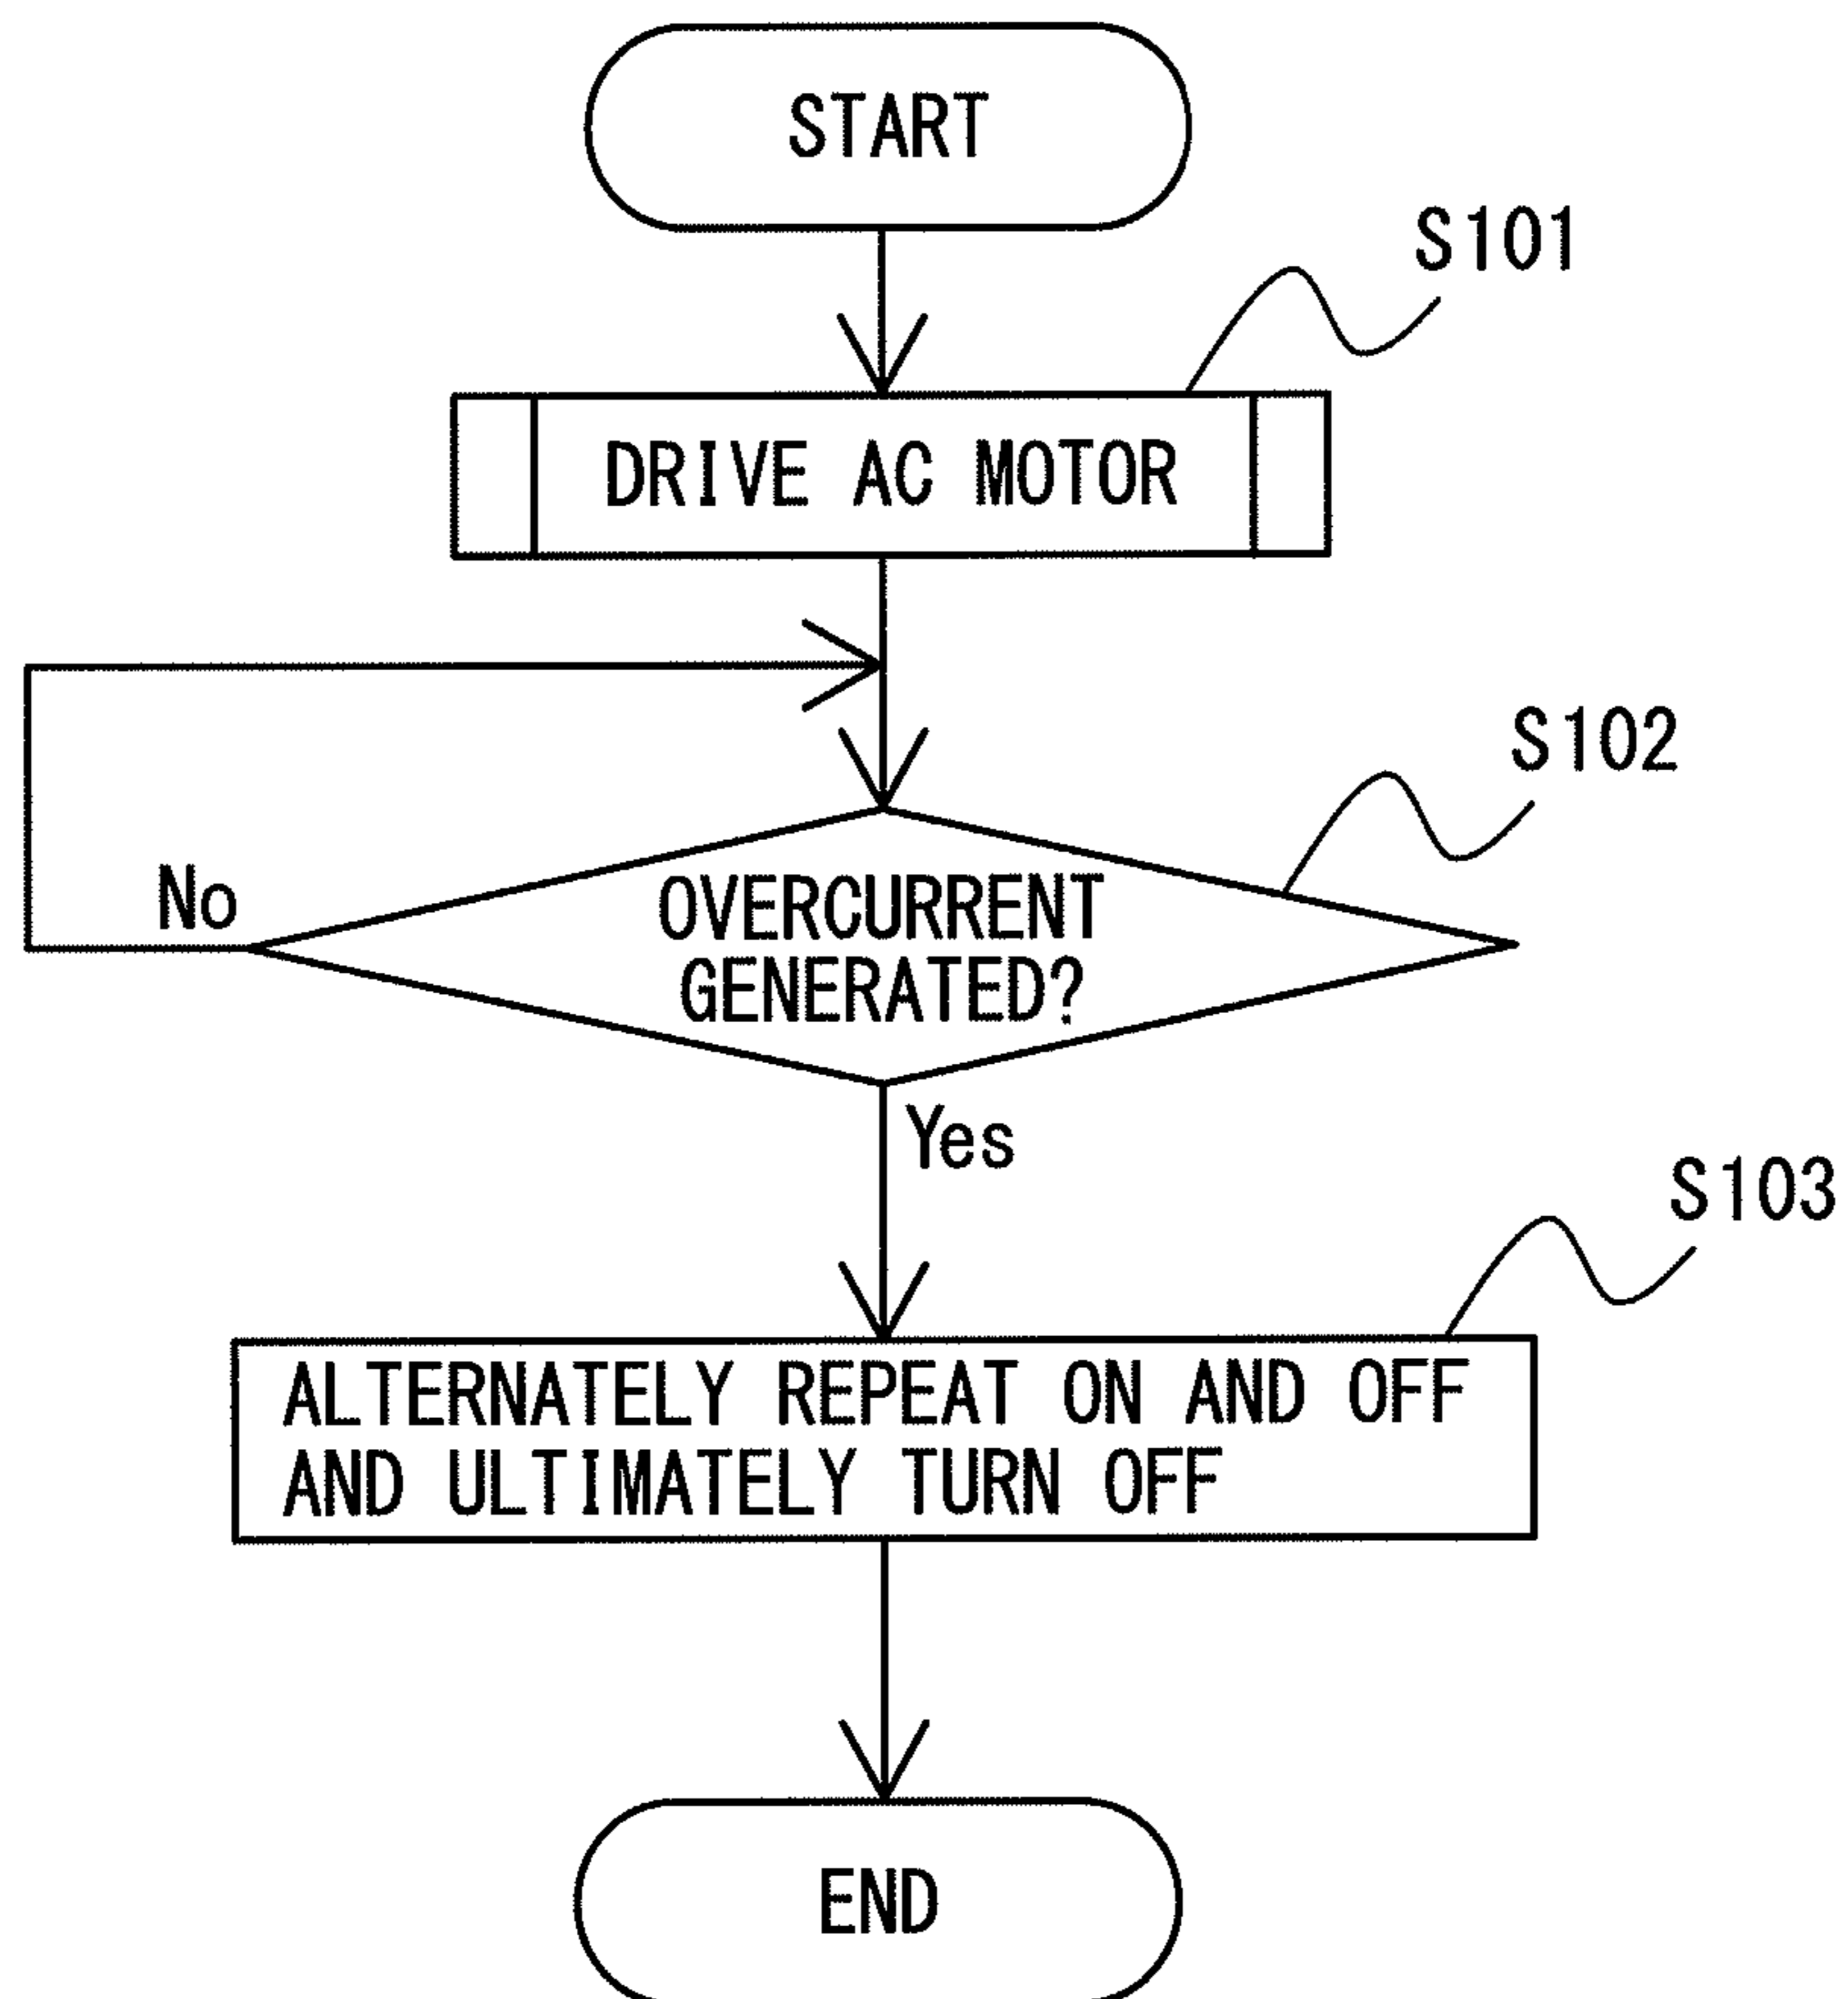 START
S101
DRIVE AC MOTOR
S102
No
OVERCURRENT
GENERATED?
Yes
S103
ALTERNATELY REPEAT ON AND OFF
AND ULTIMATELY TURN OFF
END